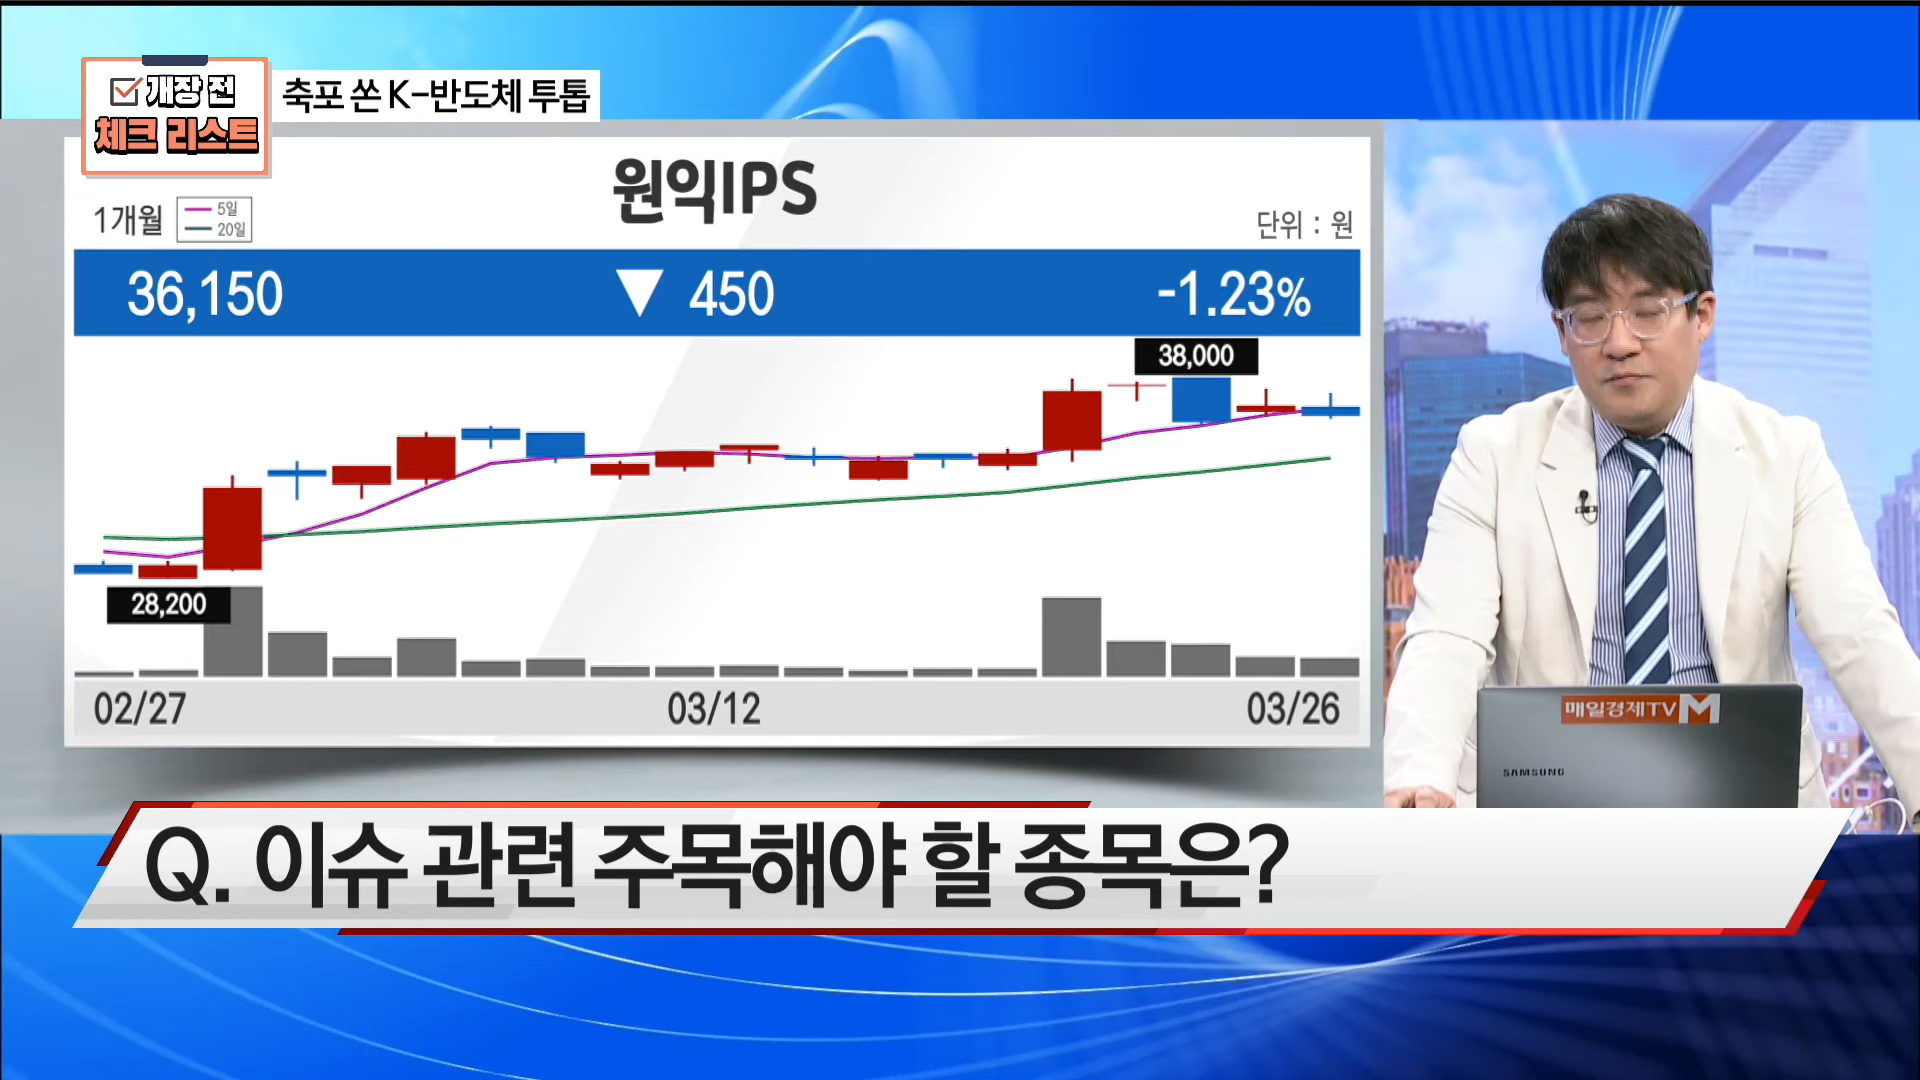 개장 전
체크 리스트
축포 쏜 K-반도체 투톱
원익IPS
1개월
5일
20일
단위 : 원
36,150 ▼ 450 -1.23%
38,000
28,200
02/27 03/12 03/26
매일경제TV M
SAMSUNG
Q. 이슈 관련 주목해야 할 종목은?